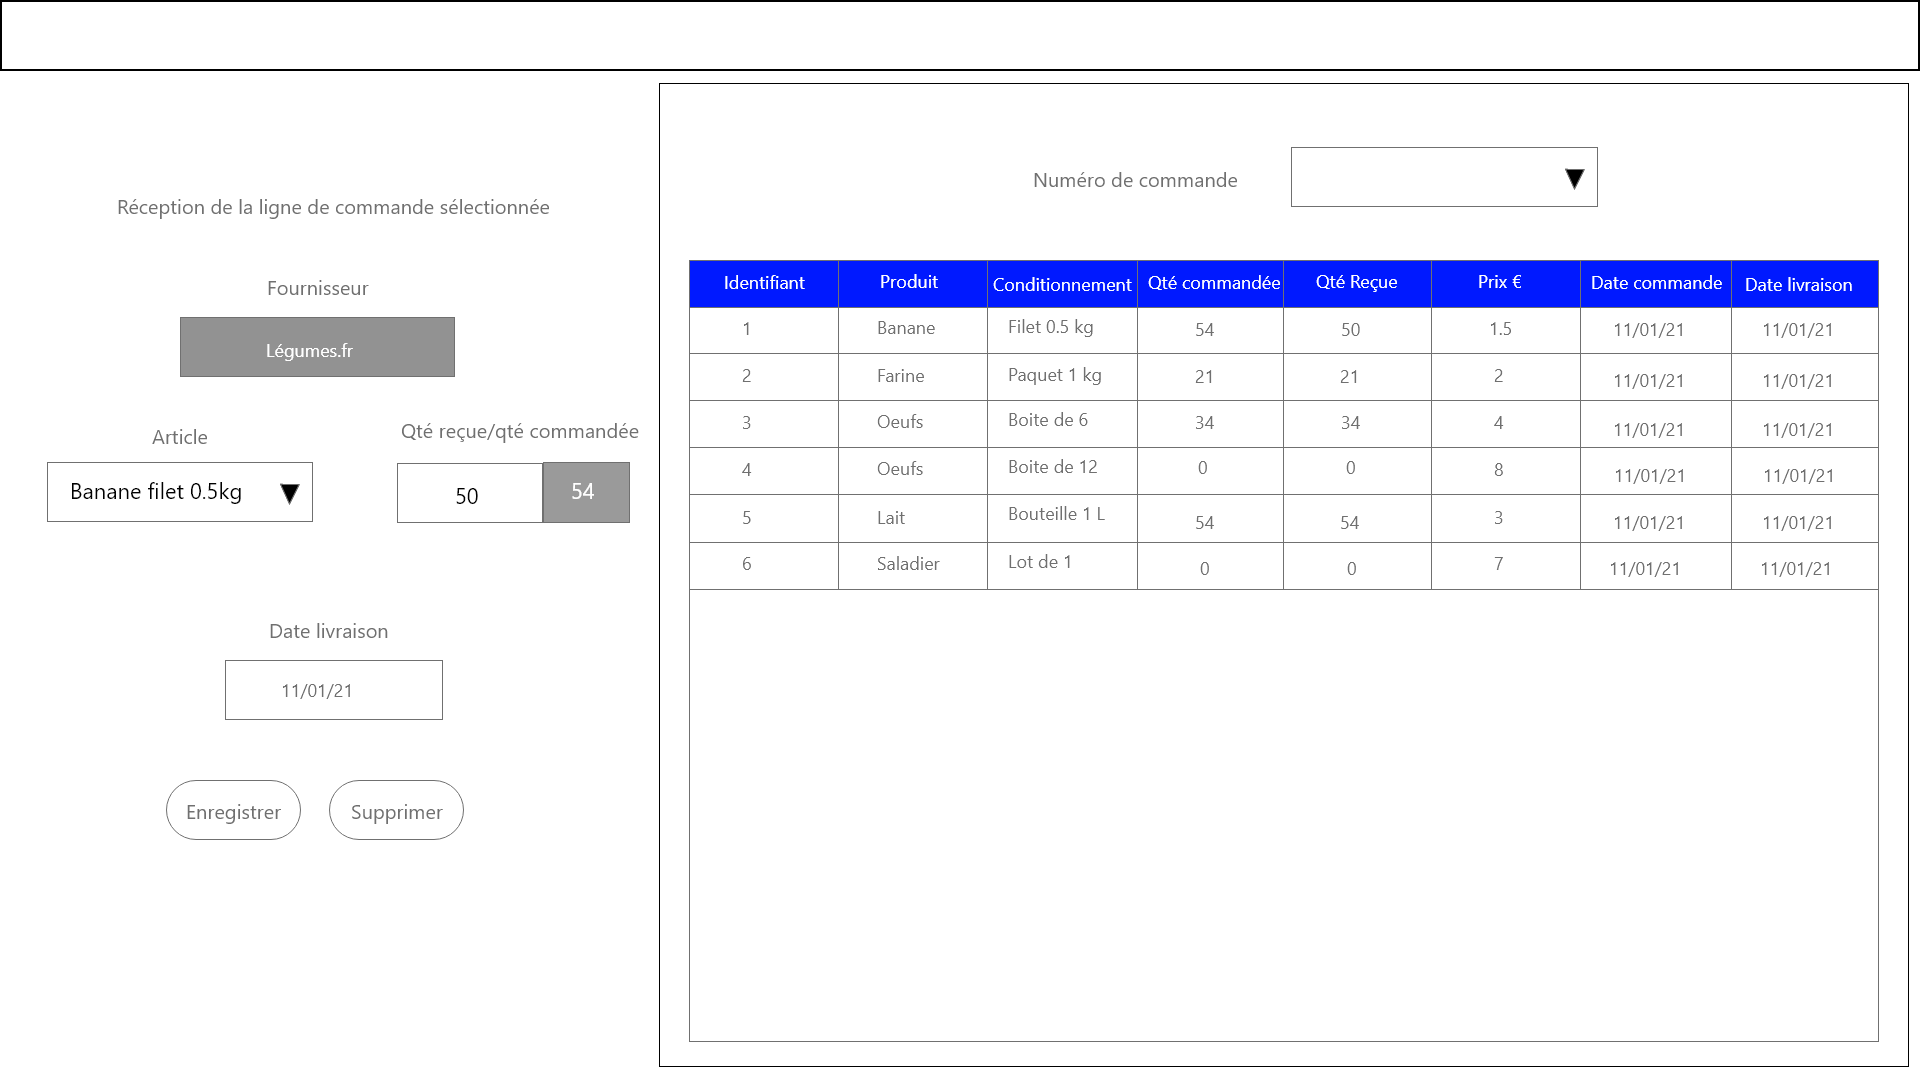 Réception de la ligne de commande sélectionnée
Fournisseur
Légumes.fr
Article
Qté reçue/qté commandée
Banane filet 0.5kg
50 54
Date livraison
11/01/21
Enregistrer Supprimer
Numéro de commande
Identifiant Produit Conditionnement Qté commandée Qté Reçue Prix € Date commande Date livraison
1 Banane Filet 0.5 kg 54 50 1.5 11/01/21 11/01/21
2 Farine Paquet 1 kg 21 21 2 11/01/21 11/01/21
3 Oeufs Boite de 6 34 34 4 11/01/21 11/01/21
4 Oeufs Boite de 12 0 0 8 11/01/21 11/01/21
5 Lait Bouteille 1 L 54 54 3 11/01/21 11/01/21
6 Saladier Lot de 1 0 0 7 11/01/21 11/01/21